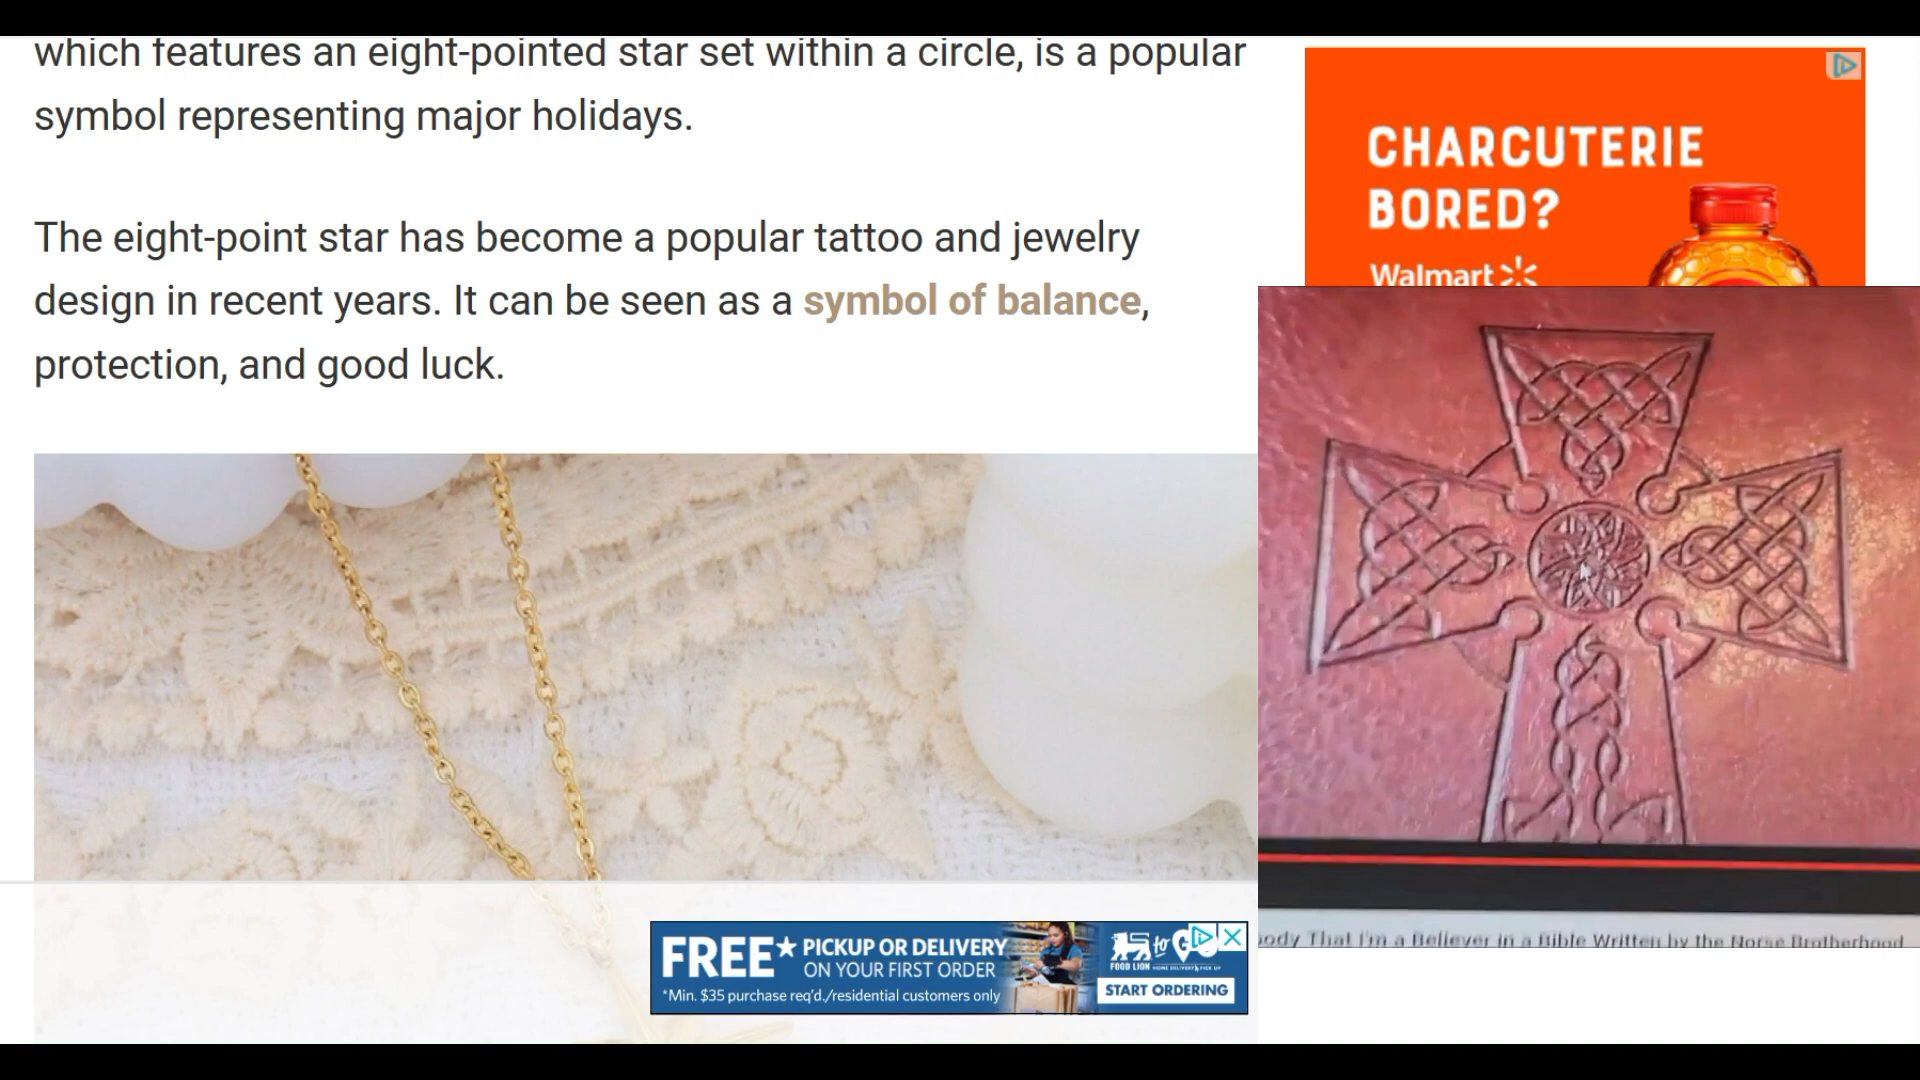 which features an eight-pointed star set within a circle, is a popular
symbol representing major holidays.
The eight-point star has become a popular tattoo and jewelry
design in recent years. It can be seen as a symbol of balance,
protection, and good luck.
CHARCUTERIE
BORED?
Walmart
body That I'm a Believer in a Bible Written by the Norse Brotherhood
FREE* PICKUP OR DELIVERY
ON YOUR FIRST ORDER
*Min. $35 purchase req'd./residential customers only
FOOD LION
to
START ORDERING